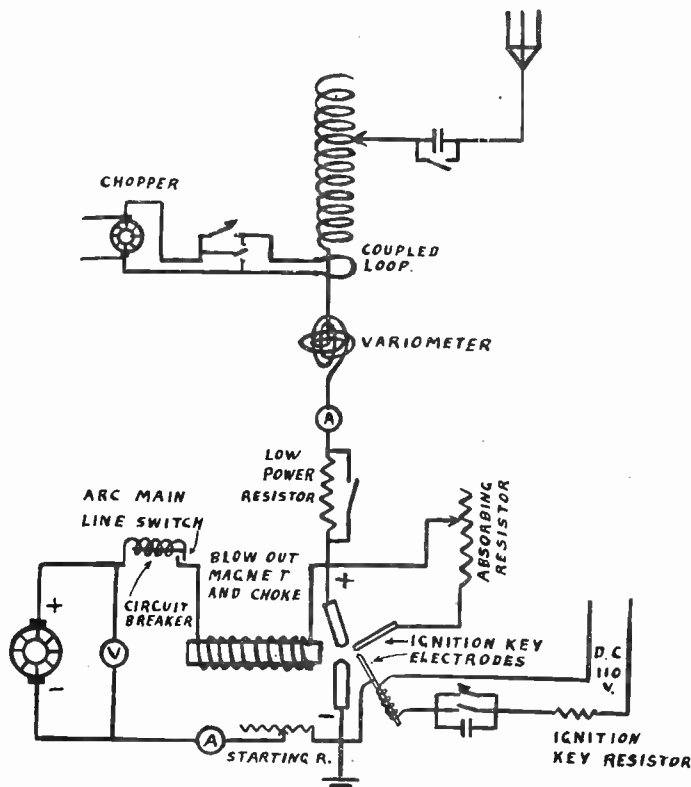 CHOPPER
COUPLED
LOOP.
VARIOMETER
A
LOW
POWER
RESISTOR
ARC MAIN
LINE SWITCH
BLOW OUT
MAGNET
AND CHOKE
ABSORBING
RESISTOR
+
CIRCUIT
BREAKER
+
V
IGNITION KEY
ELECTRODES
D.C
110
V.
-
-
A
STARTING R.
IGNITION
KEY RESISTOR